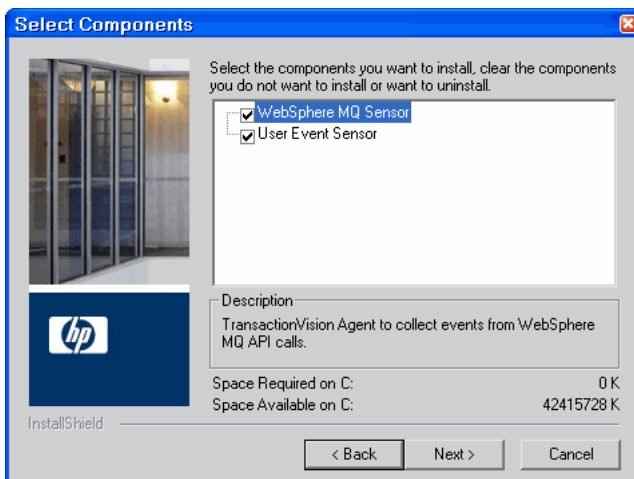 Select Components
Select the components you want to install, clear the components
you do not want to install or want to uninstall.
WebSphere MQ Sensor
User Event Sensor
Description
TransactionVision Agent to collect events from WebSphere
MQ API calls.
hp
Space Required on C: 0 K
Space Available on C: 42415728 K
InstallShield
< Back Next > Cancel